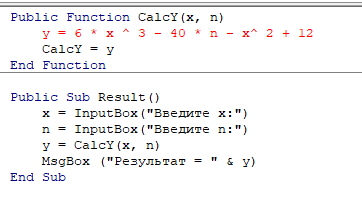 Public Function CalcY(x, n)
y = 6 * x ^ 3 - 40 * n - x^ 2 + 12
CalcY = y
End Function
Public Sub Result()
x = InputBox("Введите x:")
n = InputBox("Введите n:")
y = CalcY(x, n)
MsgBox ("Результат = " & y)
End Sub